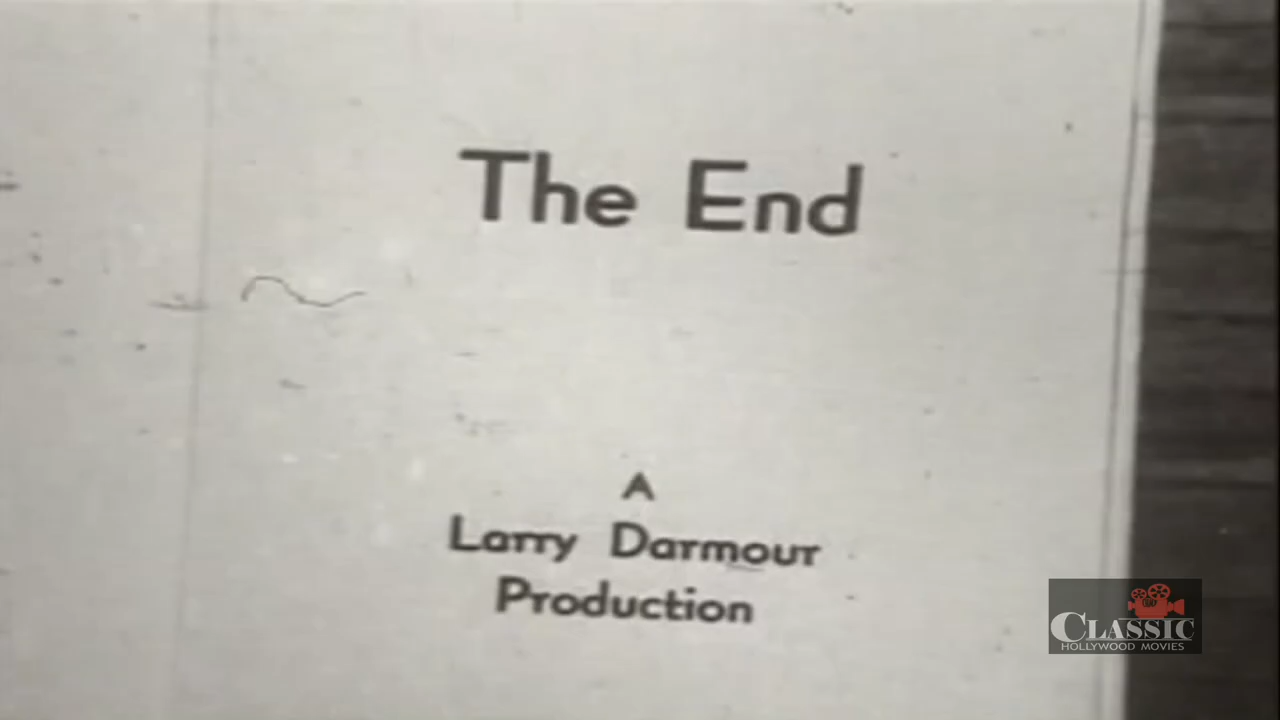 The End
A
Larry Darmour
Production
CLASSIC
HOLLYWOOD MOVIES